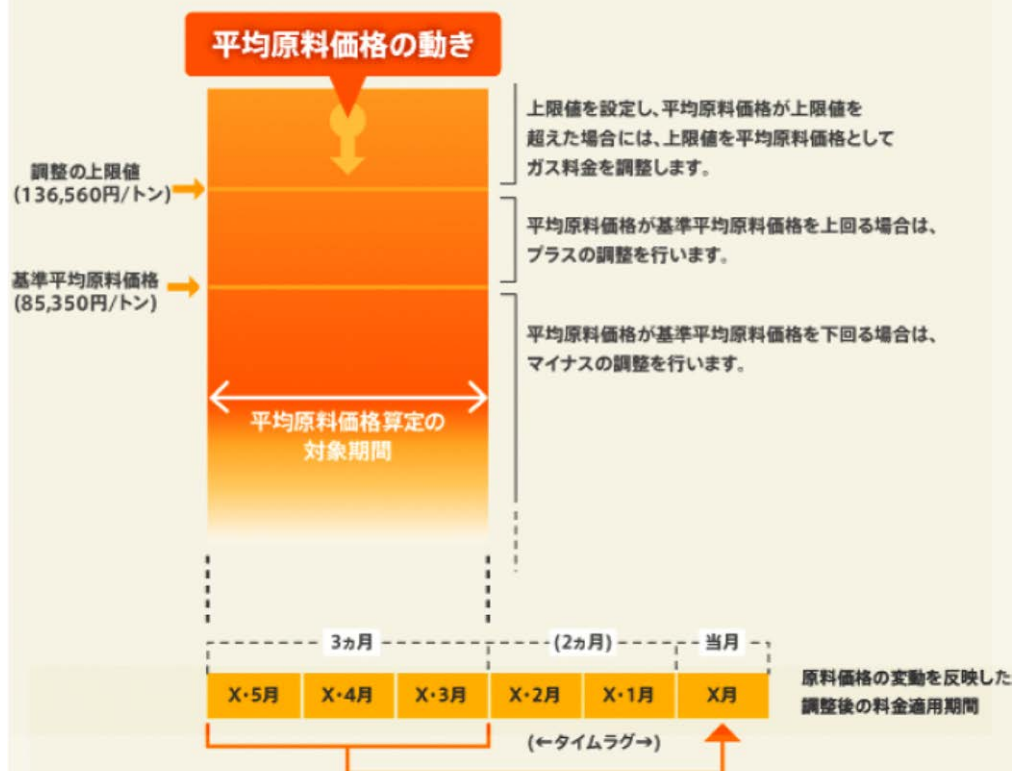 平均原料価格の動き
上限値を設定し、平均原料価格が上限値を
超えた場合には、上限値を平均原料価格として
ガス料金を調整します。
調整の上限値
(136,560円/トン)
平均原料価格が基準平均原料価格を上回る場合は、
プラスの調整を行います。
基準平均原料価格
(85,350円/トン)
平均原料価格が基準平均原料価格を下回る場合は、
マイナスの調整を行います。
平均原料価格算定の
対象期間
3ヵ月
(2ヵ月)
当月
X・5月
X・4月
X・3月
X・2月
X・1月
X月
原料価格の変動を反映した
調整後の料金適用期間
(←タイムラグ→)